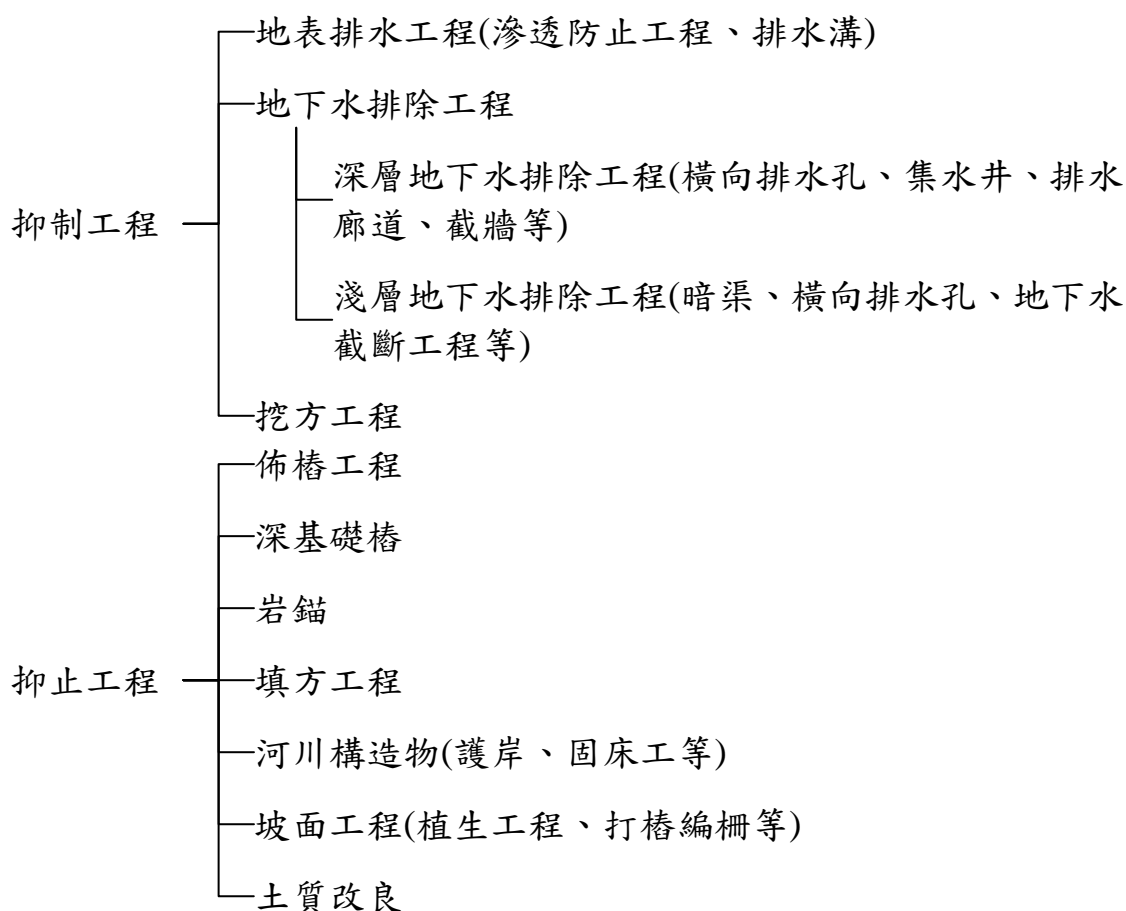 地表排水工程(滲透防止工程、排水溝)
地下水排除工程
深層地下水排除工程(橫向排水孔、集水井、排水
廊道、截牆等)
抑制工程
淺層地下水排除工程(暗渠、橫向排水孔、地下水
截斷工程等)
挖方工程
佈樁工程
深基礎樁
岩錨
抑止工程
填方工程
河川構造物(護岸、固床工等)
坡面工程(植生工程、打樁編柵等)
土質改良